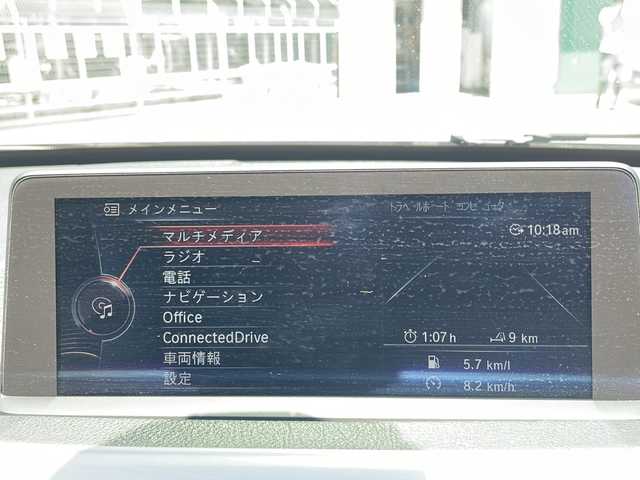 メインメニュー
マルチメディア
ラジオ
電話
ナビゲーション
Office
ConnectedDrive
車両情報
設定
トラベルボード コンピュータ
10:18am
1:07 h
9 km
5.7 km/l
8.2 km/h